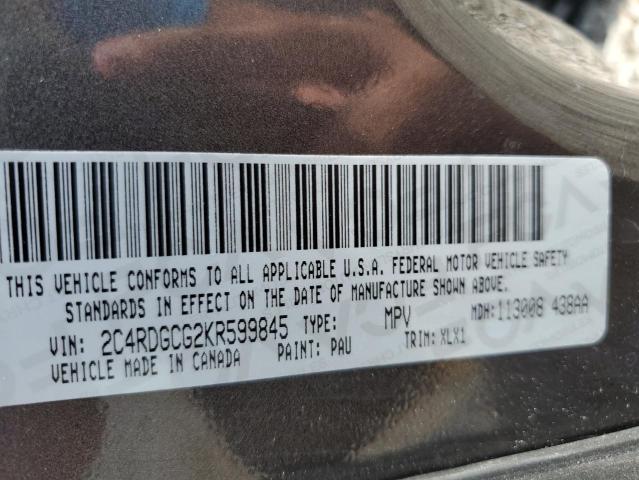 THIS VEHICLE CONFORMS TO ALL APPLICABLE U.S.A. FEDERAL MOTOR VEHICLE SAFETY
STANDARDS IN EFFECT ON THE DATE OF MANUFACTURE SHOWN ABOVE.
VIN: 2C4RDGCG2KR599845 TYPE: MPV MDH:113008 438AA
VEHICLE MADE IN CANADA PAINT: PAU TRIM: XLX1